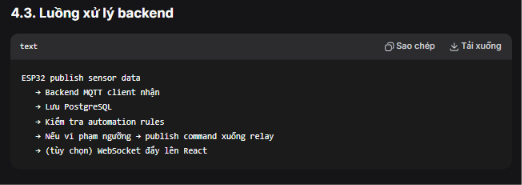 4.3. Luồng xử lý backend
text Sao chép Tải xuống
ESP32 publish sensor data
→ Backend MQTT client nhận
→ Lưu PostgreSQL
→ Kiểm tra automation rules
→ Nếu vi phạm ngưỡng → publish command xuống relay
→ (tùy chọn) WebSocket đẩy lên React